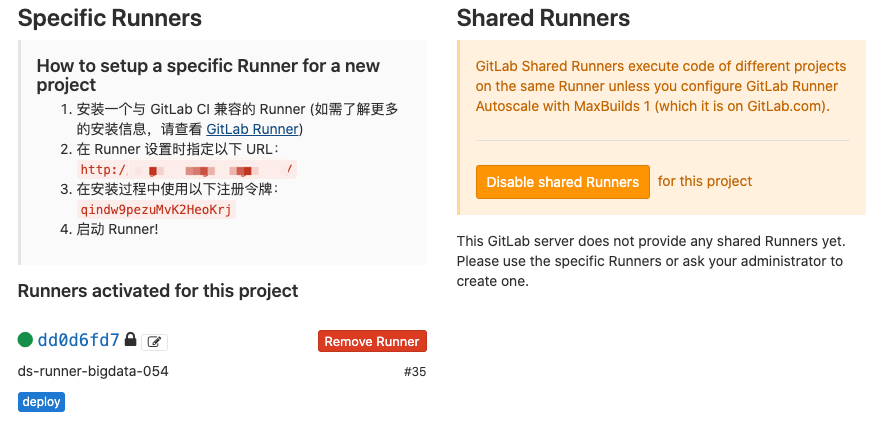 Specific Runners
How to setup a specific Runner for a new
project
1. 安装一个与 GitLab CI 兼容的 Runner (如需了解更多
的安装信息，请查看 GitLab Runner)
2. 在 Runner 设置时指定以下 URL：
http:/ /
3. 在安装过程中使用以下注册令牌：
qindw9pezuMvK2HeoKrj
4. 启动 Runner!
Runners activated for this project
dd0d6fd7
Remove Runner
ds-runner-bigdata-054
#35
deploy
Shared Runners
GitLab Shared Runners execute code of different projects
on the same Runner unless you configure GitLab Runner
Autoscale with MaxBuilds 1 (which it is on GitLab.com).
Disable shared Runners for this project
This GitLab server does not provide any shared Runners yet.
Please use the specific Runners or ask your administrator to
create one.